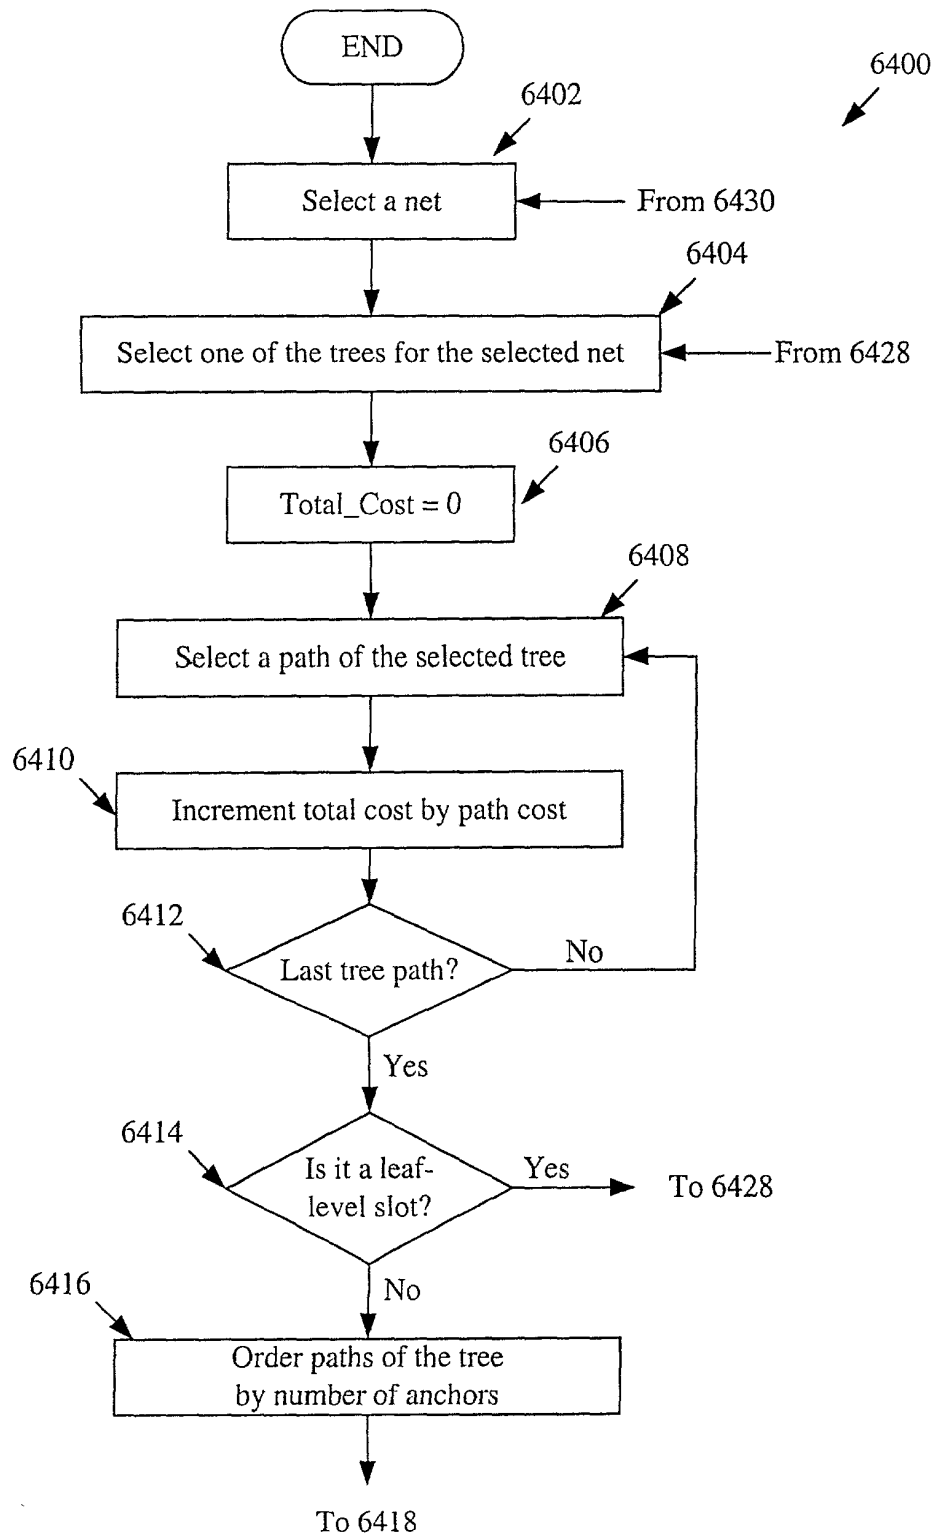 END
6400
6402
Select a net
From 6430
6404
Select one of the trees for the selected net
From 6428
6406
Total_Cost = 0
6408
Select a path of the selected tree
6410
Increment total cost by path cost
6412
Last tree path?
No
Yes
6414
Is it a leaf-
level slot?
Yes
To 6428
No
6416
Order paths of the tree
by number of anchors
To 6418